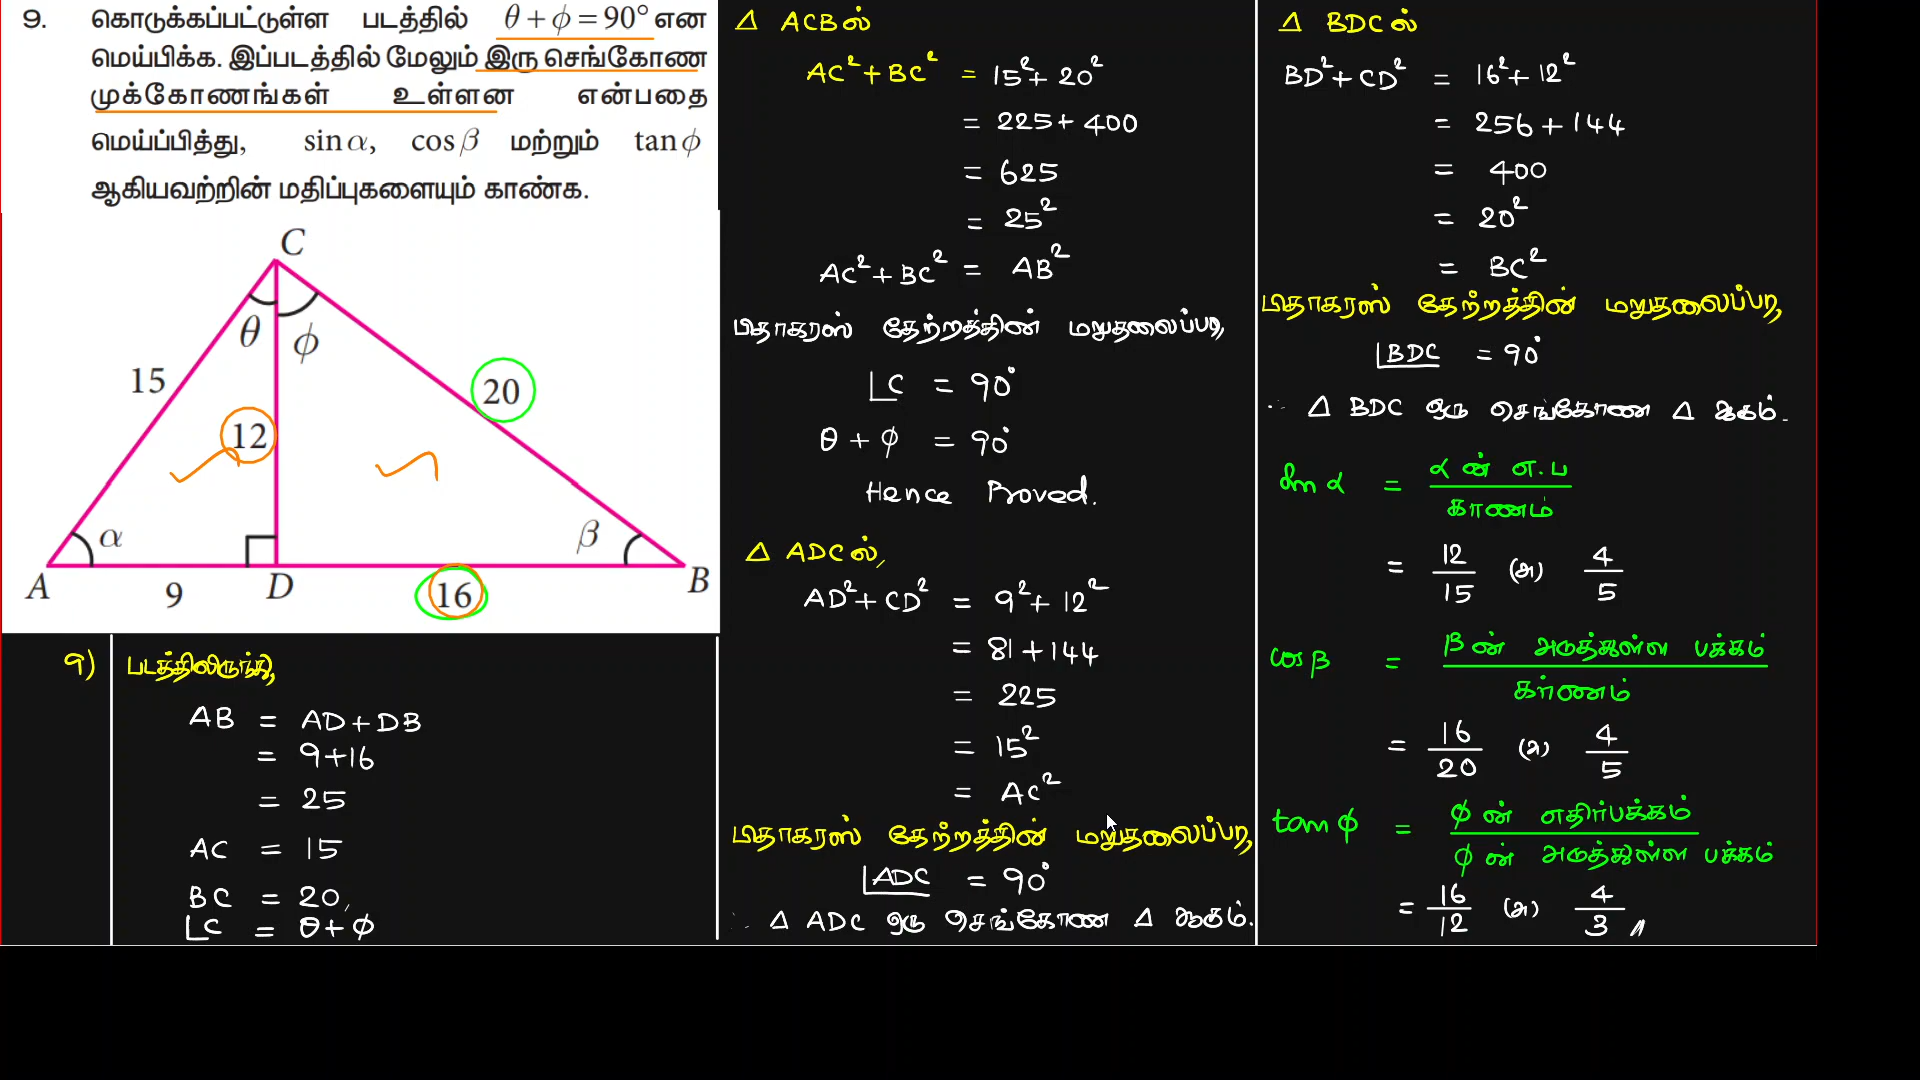 9. கொடுக்கப்பட்டுள்ள படத்தில் θ + ϕ = 90° என
மெய்பிக்க. இப்படத்தில் மேலும் இரு செங்கோண
முக்கோணங்கள் உள்ளன என்பதை
மெய்ப்பித்து, sin α, cos β மற்றும் tan ϕ
ஆகியவற்றின் மதிப்புகளையும் காண்க.
C
θ ϕ
15
20
12
α
β
A 9 D 16 B
9) படத்திலிருந்து,
AB = AD + DB
= 9+16
= 25
AC = 15
BC = 20,
∟C = θ + ϕ
Δ ACBல்
AC² + BC² = 15² + 20²
= 225 + 400
= 625
= 25²
AC² + BC² = AB²
பிதாகரஸ் தேற்றத்தின் மறுதலைப்படி,
∟C = 90°
θ + ϕ = 90°
Hence Proved.
Δ ADCல்,
AD² + CD² = 9² + 12²
= 81 + 144
= 225
= 15²
= AC²
பிதாகரஸ் தேற்றத்தின் மறுதலைப்படி,
∟ADC = 90°
∴ Δ ADC ஒரு செங்கோண Δ ஆகும்.
Δ BDCல்
BD² + CD² = 16² + 12²
= 256 + 144
= 400
= 20²
= BC²
பிதாகரஸ் தேற்றத்தின் மறுதலைப்படி,
∟BDC = 90°
∴ Δ BDC ஒரு செங்கோண Δ ஆகும்.
sin α = α ன் எ.ப / கர்ணம்
= 12/15 (அ) 4/5
cos β = β ன் அடுத்துள்ள பக்கம் / கர்ணம்
= 16/20 (அ) 4/5
tan ϕ = ϕ ன் எதிர்பக்கம் / ϕ ன் அடுத்துள்ள பக்கம்
= 16/12 (அ) 4/3 //